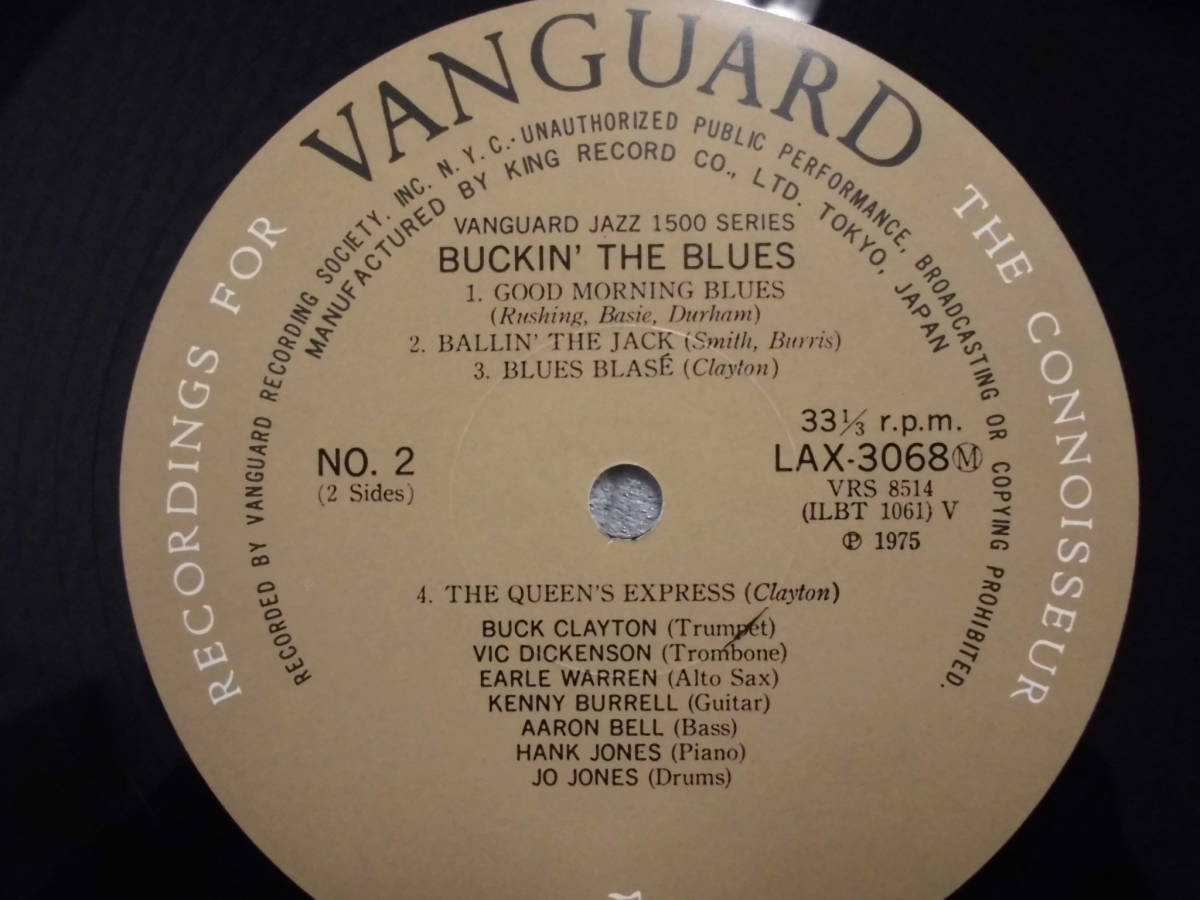 VANGUARD
RECORDINGS FOR THE CONNOISSEUR
RECORDED BY VANGUARD RECORDING SOCIETY. INC. N. Y. C.-UNAUTHORIZED PUBLIC PERFORMANCE, BROADCASTING OR COPYING PROHIBITED.
MANUFACTURED BY KING RECORD CO., LTD. TOKYO, JAPAN
VANGUARD JAZZ 1500 SERIES
BUCKIN' THE BLUES
1. GOOD MORNING BLUES
(Rushing, Basie, Durham)
2. BALLIN' THE JACK (Smith, Burris)
3. BLUES BLASÉ (Clayton)
NO. 2
(2 Sides)
33⅓ r.p.m.
LAX-3068Ⓜ
VRS 8514
(ILBT 1061) V
℗ 1975
4. THE QUEEN'S EXPRESS (Clayton)
BUCK CLAYTON (Trumpet)
VIC DICKENSON (Trombone)
EARLE WARREN (Alto Sax)
KENNY BURRELL (Guitar)
AARON BELL (Bass)
HANK JONES (Piano)
JO JONES (Drums)